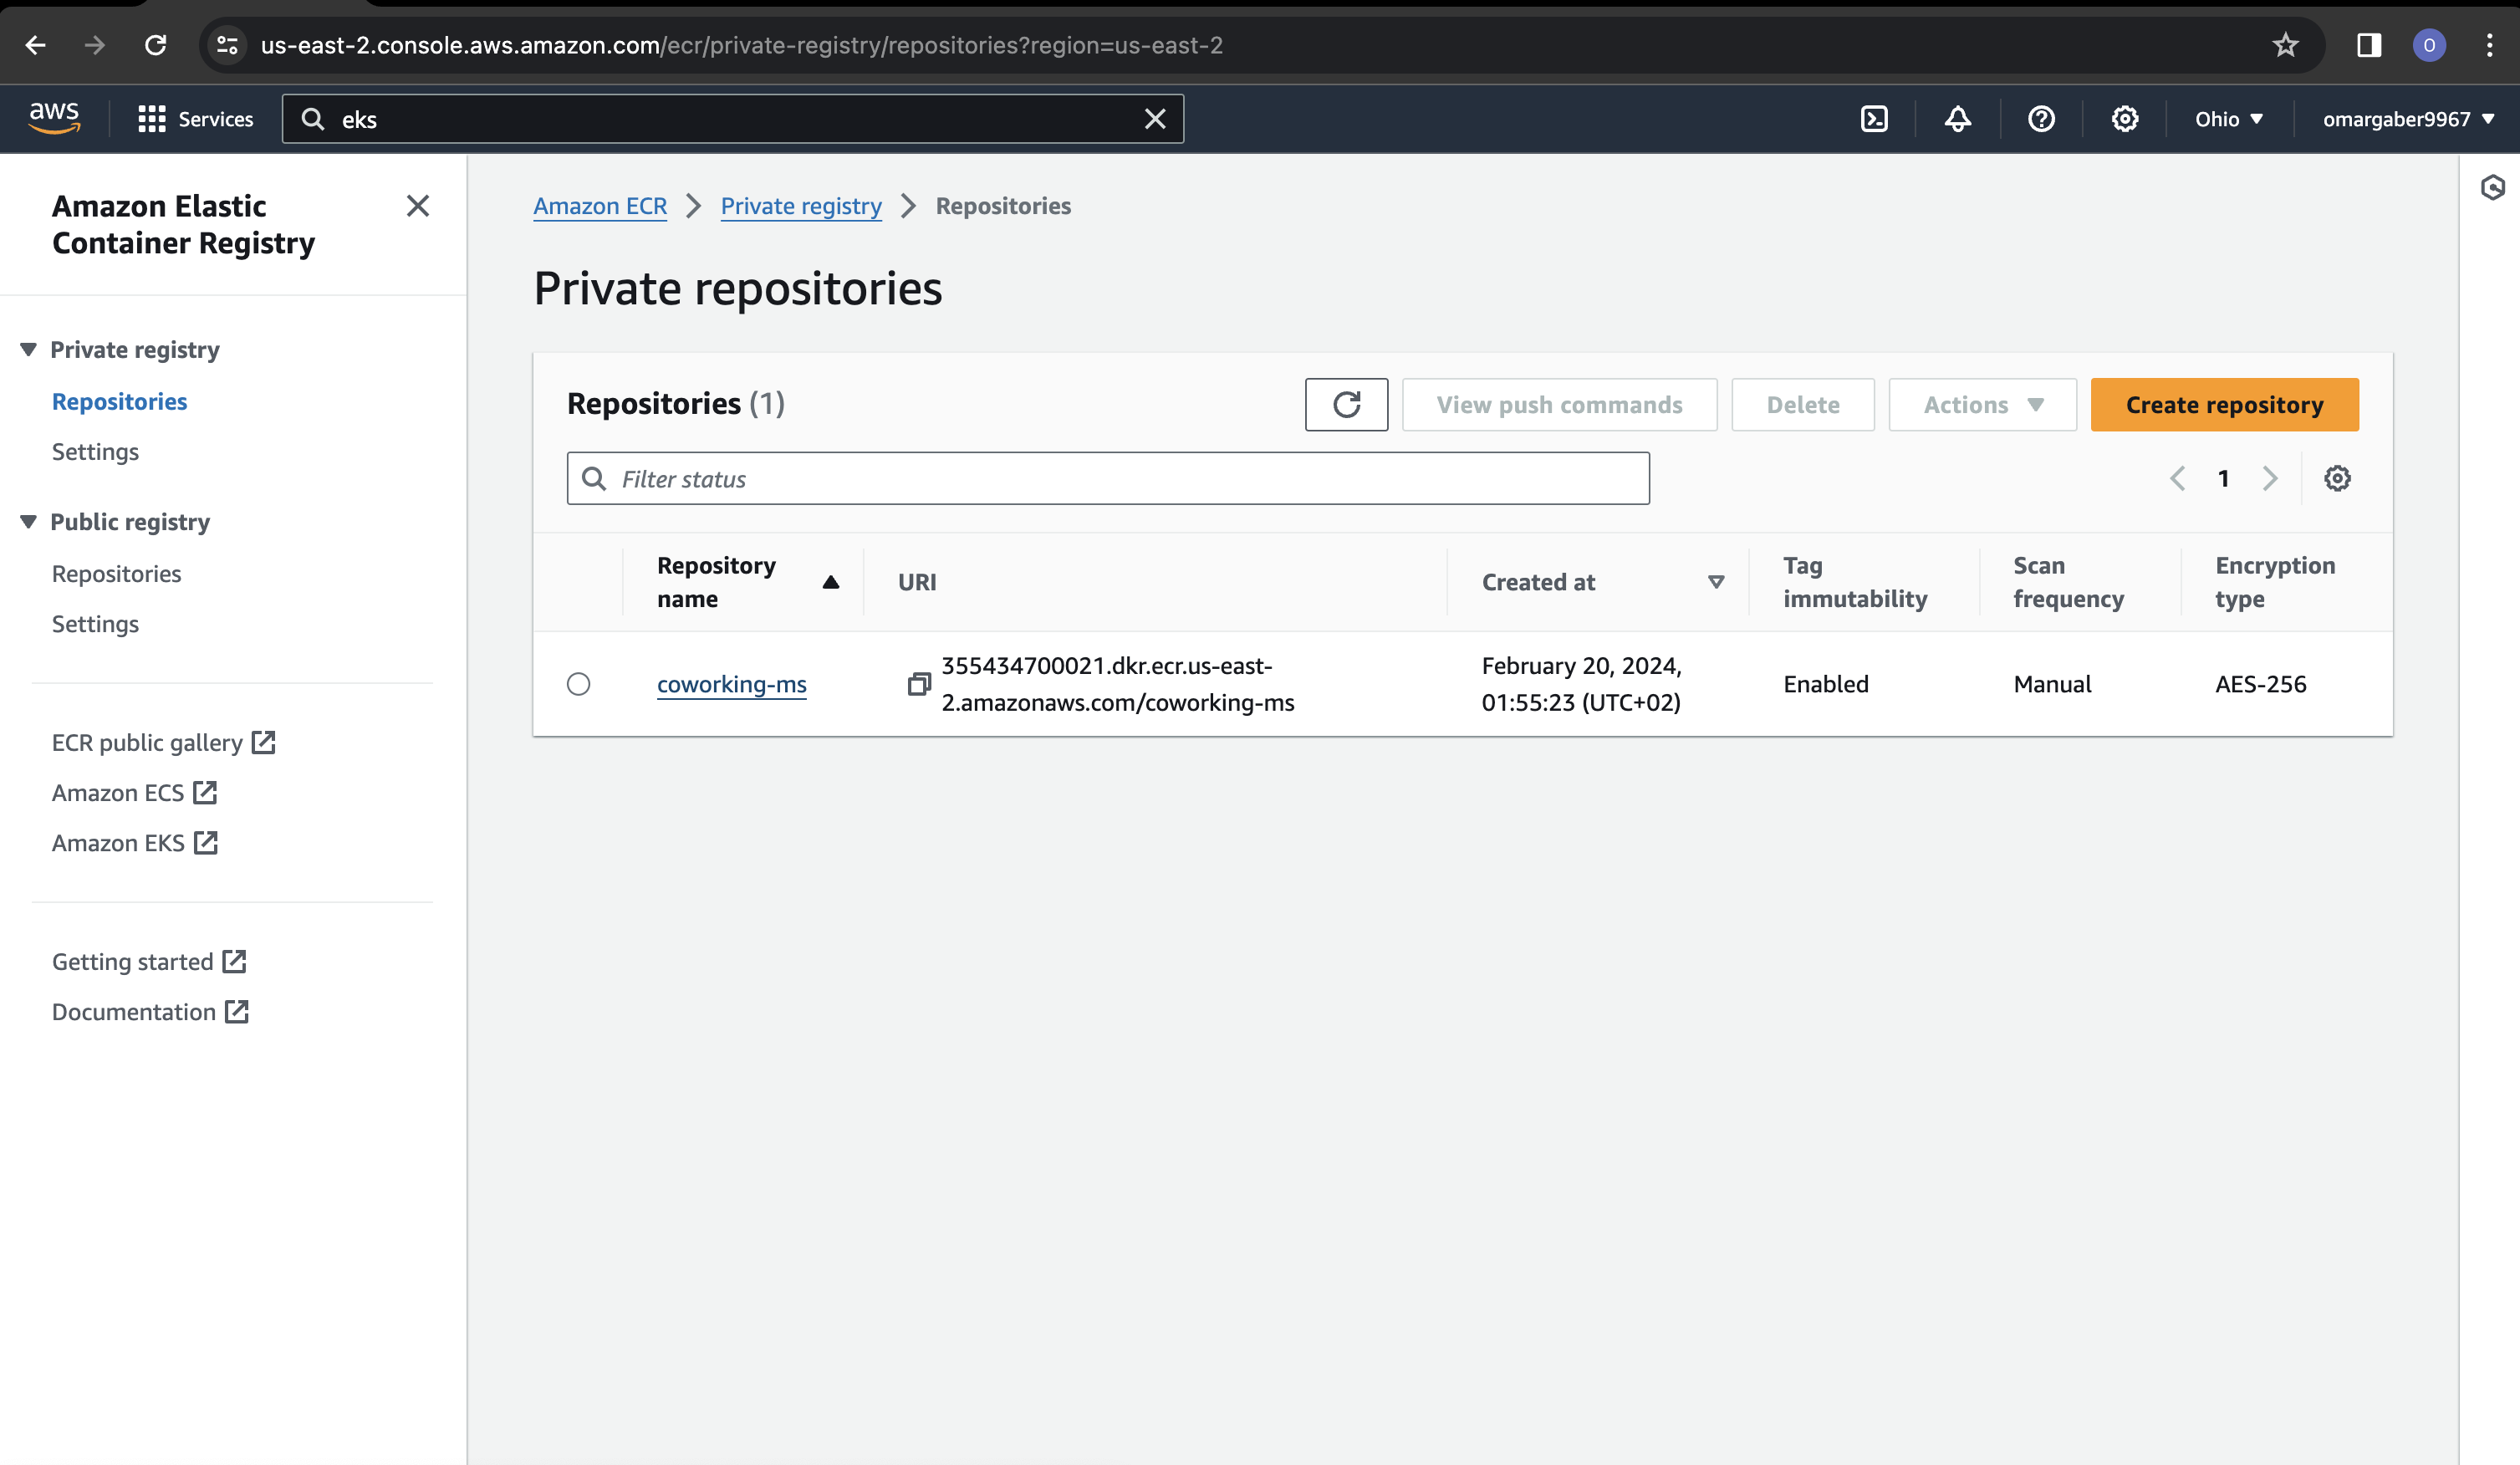 us-east-2.console.aws.amazon.com/ecr/private-registry/repositories?region=us-east-2
O
aws
Services
eks
Ohio
omargaber9967
Amazon Elastic
Container Registry
Private registry
Repositories
Settings
Public registry
Repositories
Settings
ECR public gallery
Amazon ECS
Amazon EKS
Getting started
Documentation
Amazon ECR
Private registry
Repositories
Private repositories
Repositories (1)
View push commands
Delete
Actions
Create repository
Filter status
1
Repository
name
URI
Created at
Tag
immutability
Scan
frequency
Encryption
type
coworking-ms
355434700021.dkr.ecr.us-east-
2.amazonaws.com/coworking-ms
February 20, 2024,
01:55:23 (UTC+02)
Enabled
Manual
AES-256